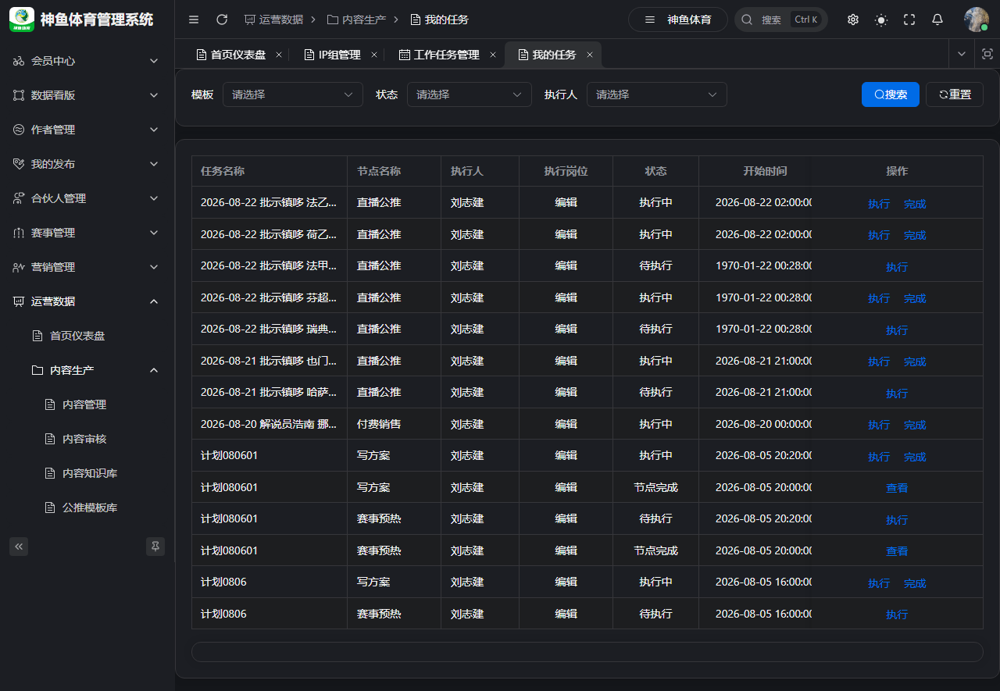 神鱼体育管理系统
运营数据 > 内容生产 > 我的任务
神鱼体育
搜索 Ctrl K
首页仪表盘 × IP组管理 × 工作任务管理 × 我的任务 ×
会员中心
数据看版
作者管理
我的发布
合伙人管理
赛事管理
营销管理
运营数据
首页仪表盘
内容生产
内容管理
内容审核
内容知识库
公推模板库
模板 请选择 状态 请选择 执行人 请选择 搜索 重置
任务名称 节点名称 执行人 执行岗位 状态 开始时间 操作
2026-08-22 批示镇哆 法乙... 直播公推 刘志建 编辑 执行中 2026-08-22 02:00:00 执行 完成
2026-08-22 批示镇哆 荷乙... 直播公推 刘志建 编辑 执行中 2026-08-22 02:00:00 执行 完成
2026-08-22 批示镇哆 法甲... 直播公推 刘志建 编辑 待执行 1970-01-22 00:28:00 执行
2026-08-22 批示镇哆 芬超... 直播公推 刘志建 编辑 执行中 1970-01-22 00:28:00 执行 完成
2026-08-22 批示镇哆 瑞典... 直播公推 刘志建 编辑 待执行 1970-01-22 00:28:00 执行
2026-08-21 批示镇哆 也门... 直播公推 刘志建 编辑 执行中 2026-08-21 21:00:00 执行 完成
2026-08-21 批示镇哆 哈萨... 直播公推 刘志建 编辑 待执行 2026-08-21 21:00:00 执行
2026-08-20 解说员浩南 挪... 付费销售 刘志建 编辑 执行中 2026-08-20 00:00:00 执行 完成
计划080601 写方案 刘志建 编辑 执行中 2026-08-05 20:20:00 执行 完成
计划080601 写方案 刘志建 编辑 节点完成 2026-08-05 20:00:00 查看
计划080601 赛事预热 刘志建 编辑 待执行 2026-08-05 20:20:00 执行
计划080601 赛事预热 刘志建 编辑 节点完成 2026-08-05 20:00:00 查看
计划0806 写方案 刘志建 编辑 执行中 2026-08-05 16:00:00 执行 完成
计划0806 赛事预热 刘志建 编辑 待执行 2026-08-05 16:00:00 执行